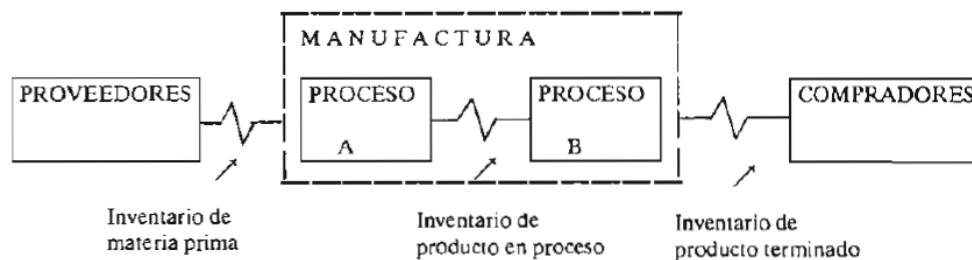 MANUFACTURA
PROVEEDORES
PROCESO
A
PROCESO
B
COMPRADORES
Inventario de
materia prima
Inventario de
producto en proceso
Inventario de
producto terminado